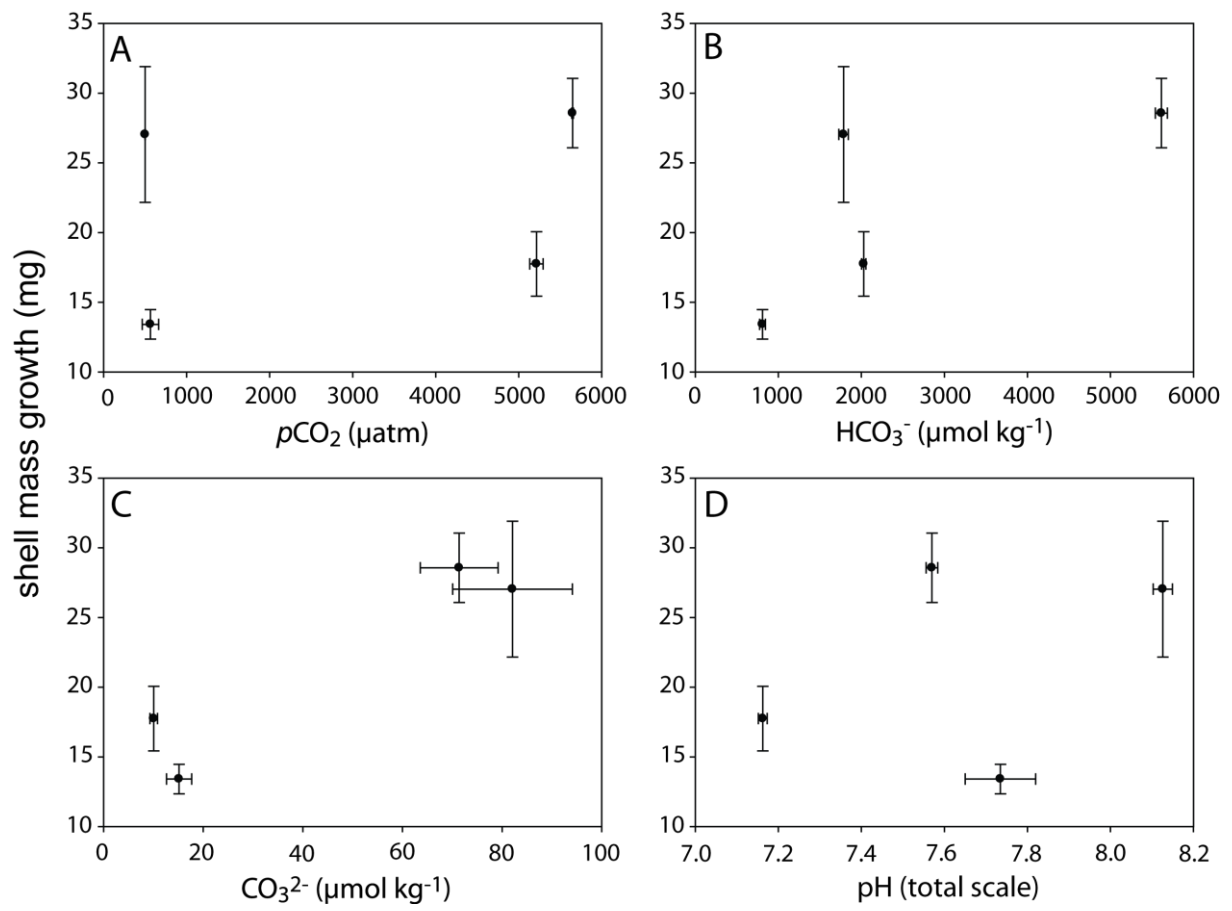 shell mass growth (mg)
A
35
30
25
20
15
10
0 1000 2000 3000 4000 5000 6000
pCO₂ (µatm)
B
35
30
25
20
15
10
0 1000 2000 3000 4000 5000 6000
HCO₃⁻ (µmol kg⁻¹)
C
35
30
25
20
15
10
0 20 40 60 80 100
CO₃²⁻ (µmol kg⁻¹)
D
35
30
25
20
15
10
7.0 7.2 7.4 7.6 7.8 8.0 8.2
pH (total scale)